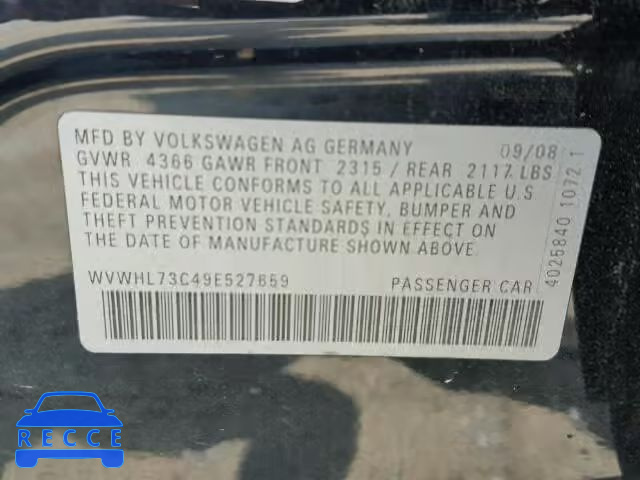 MFD BY VOLKSWAGEN AG GERMANY 09/08
GVWR 4366 GAWR FRONT 2315 / REAR 2117 LBS
THIS VEHICLE CONFORMS TO ALL APPLICABLE U.S
FEDERAL MOTOR VEHICLE SAFETY, BUMPER AND
THEFT PREVENTION STANDARDS IN EFFECT ON
THE DATE OF MANUFACTURE SHOWN ABOVE.
WVWHL73C49E527659 PASSENGER CAR
4025840 1072 1
RECCE